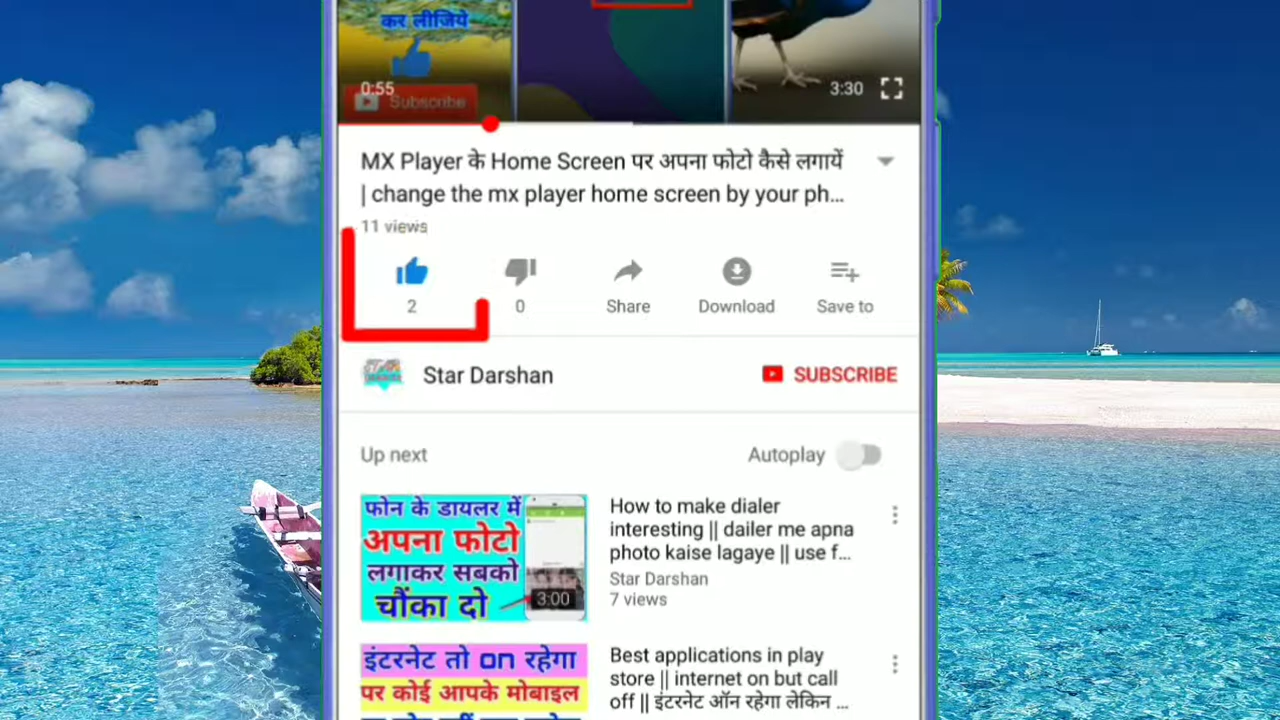 कर लीजिये
0:55
Subscribe
3:30
MX Player के Home Screen पर अपना फोटो कैसे लगायें
| change the mx player home screen by your ph...
11 views
2
0
Share
Download
Save to
Star Darshan
SUBSCRIBE
Up next
Autoplay
फोन के डायलर में
अपना फोटो
लगाकर सबको
चौंका दो
3:00
How to make dialer
interesting || dailer me apna
photo kaise lagaye || use f...
Star Darshan
7 views
इंटरनेट तो on रहेगा
पर कोई आपके मोबाइल
Best applications in play
store || internet on but call
off || इंटरनेट ऑन रहेगा लेकिन ...